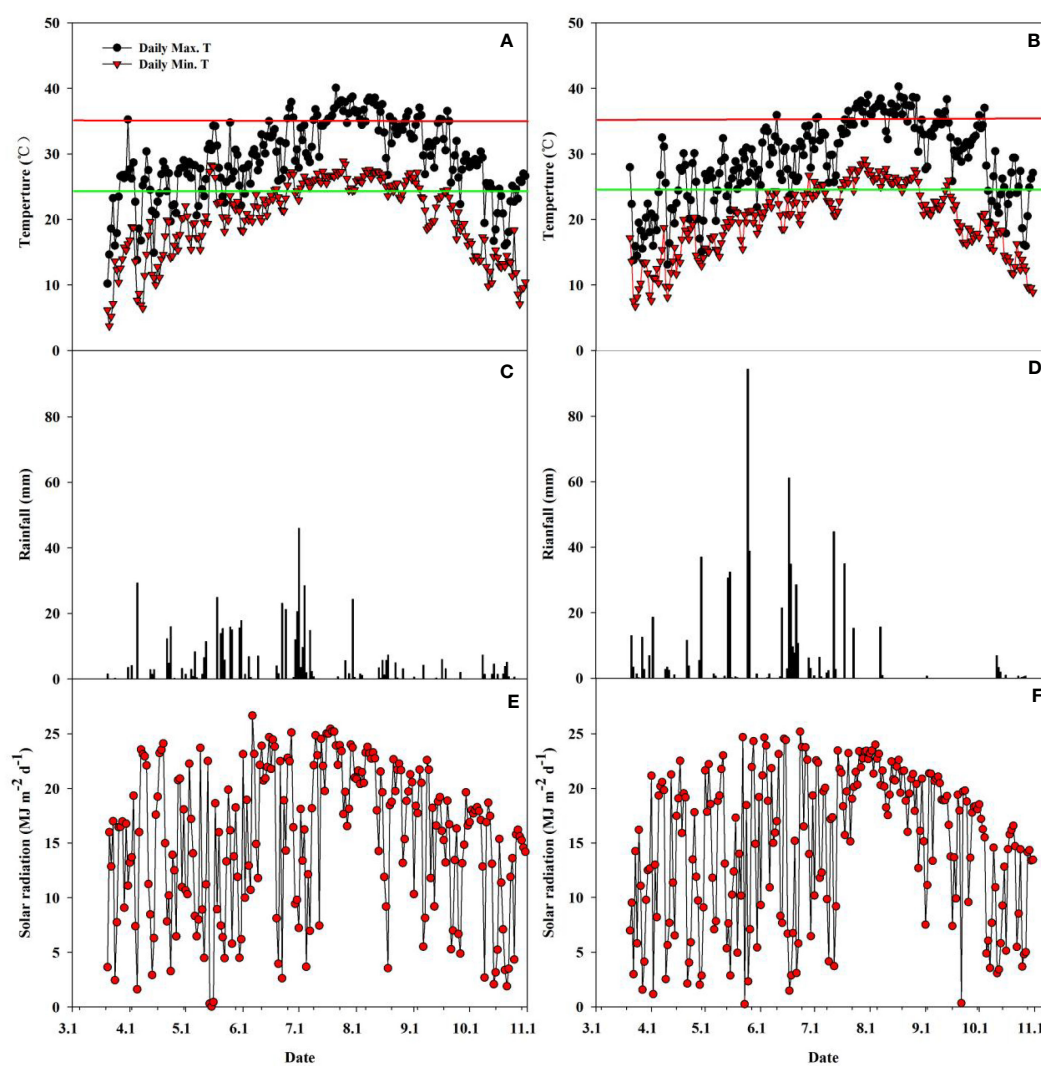 50
40
30
20
10
0
Temperture (℃)
Daily Max. T
Daily Min. T
A
50
40
30
20
10
0
Temperture (℃)
B
80
60
40
20
0
Rainfall (mm)
C
80
60
40
20
0
Rianfall (mm)
D
25
20
15
10
5
0
Solar radiation (MJ m⁻² d⁻¹)
E
25
20
15
10
5
0
Solar radiation (MJ m⁻² d⁻¹)
F
3.1 4.1 5.1 6.1 7.1 8.1 9.1 10.1 11.1
Date
3.1 4.1 5.1 6.1 7.1 8.1 9.1 10.1 11.1
Date